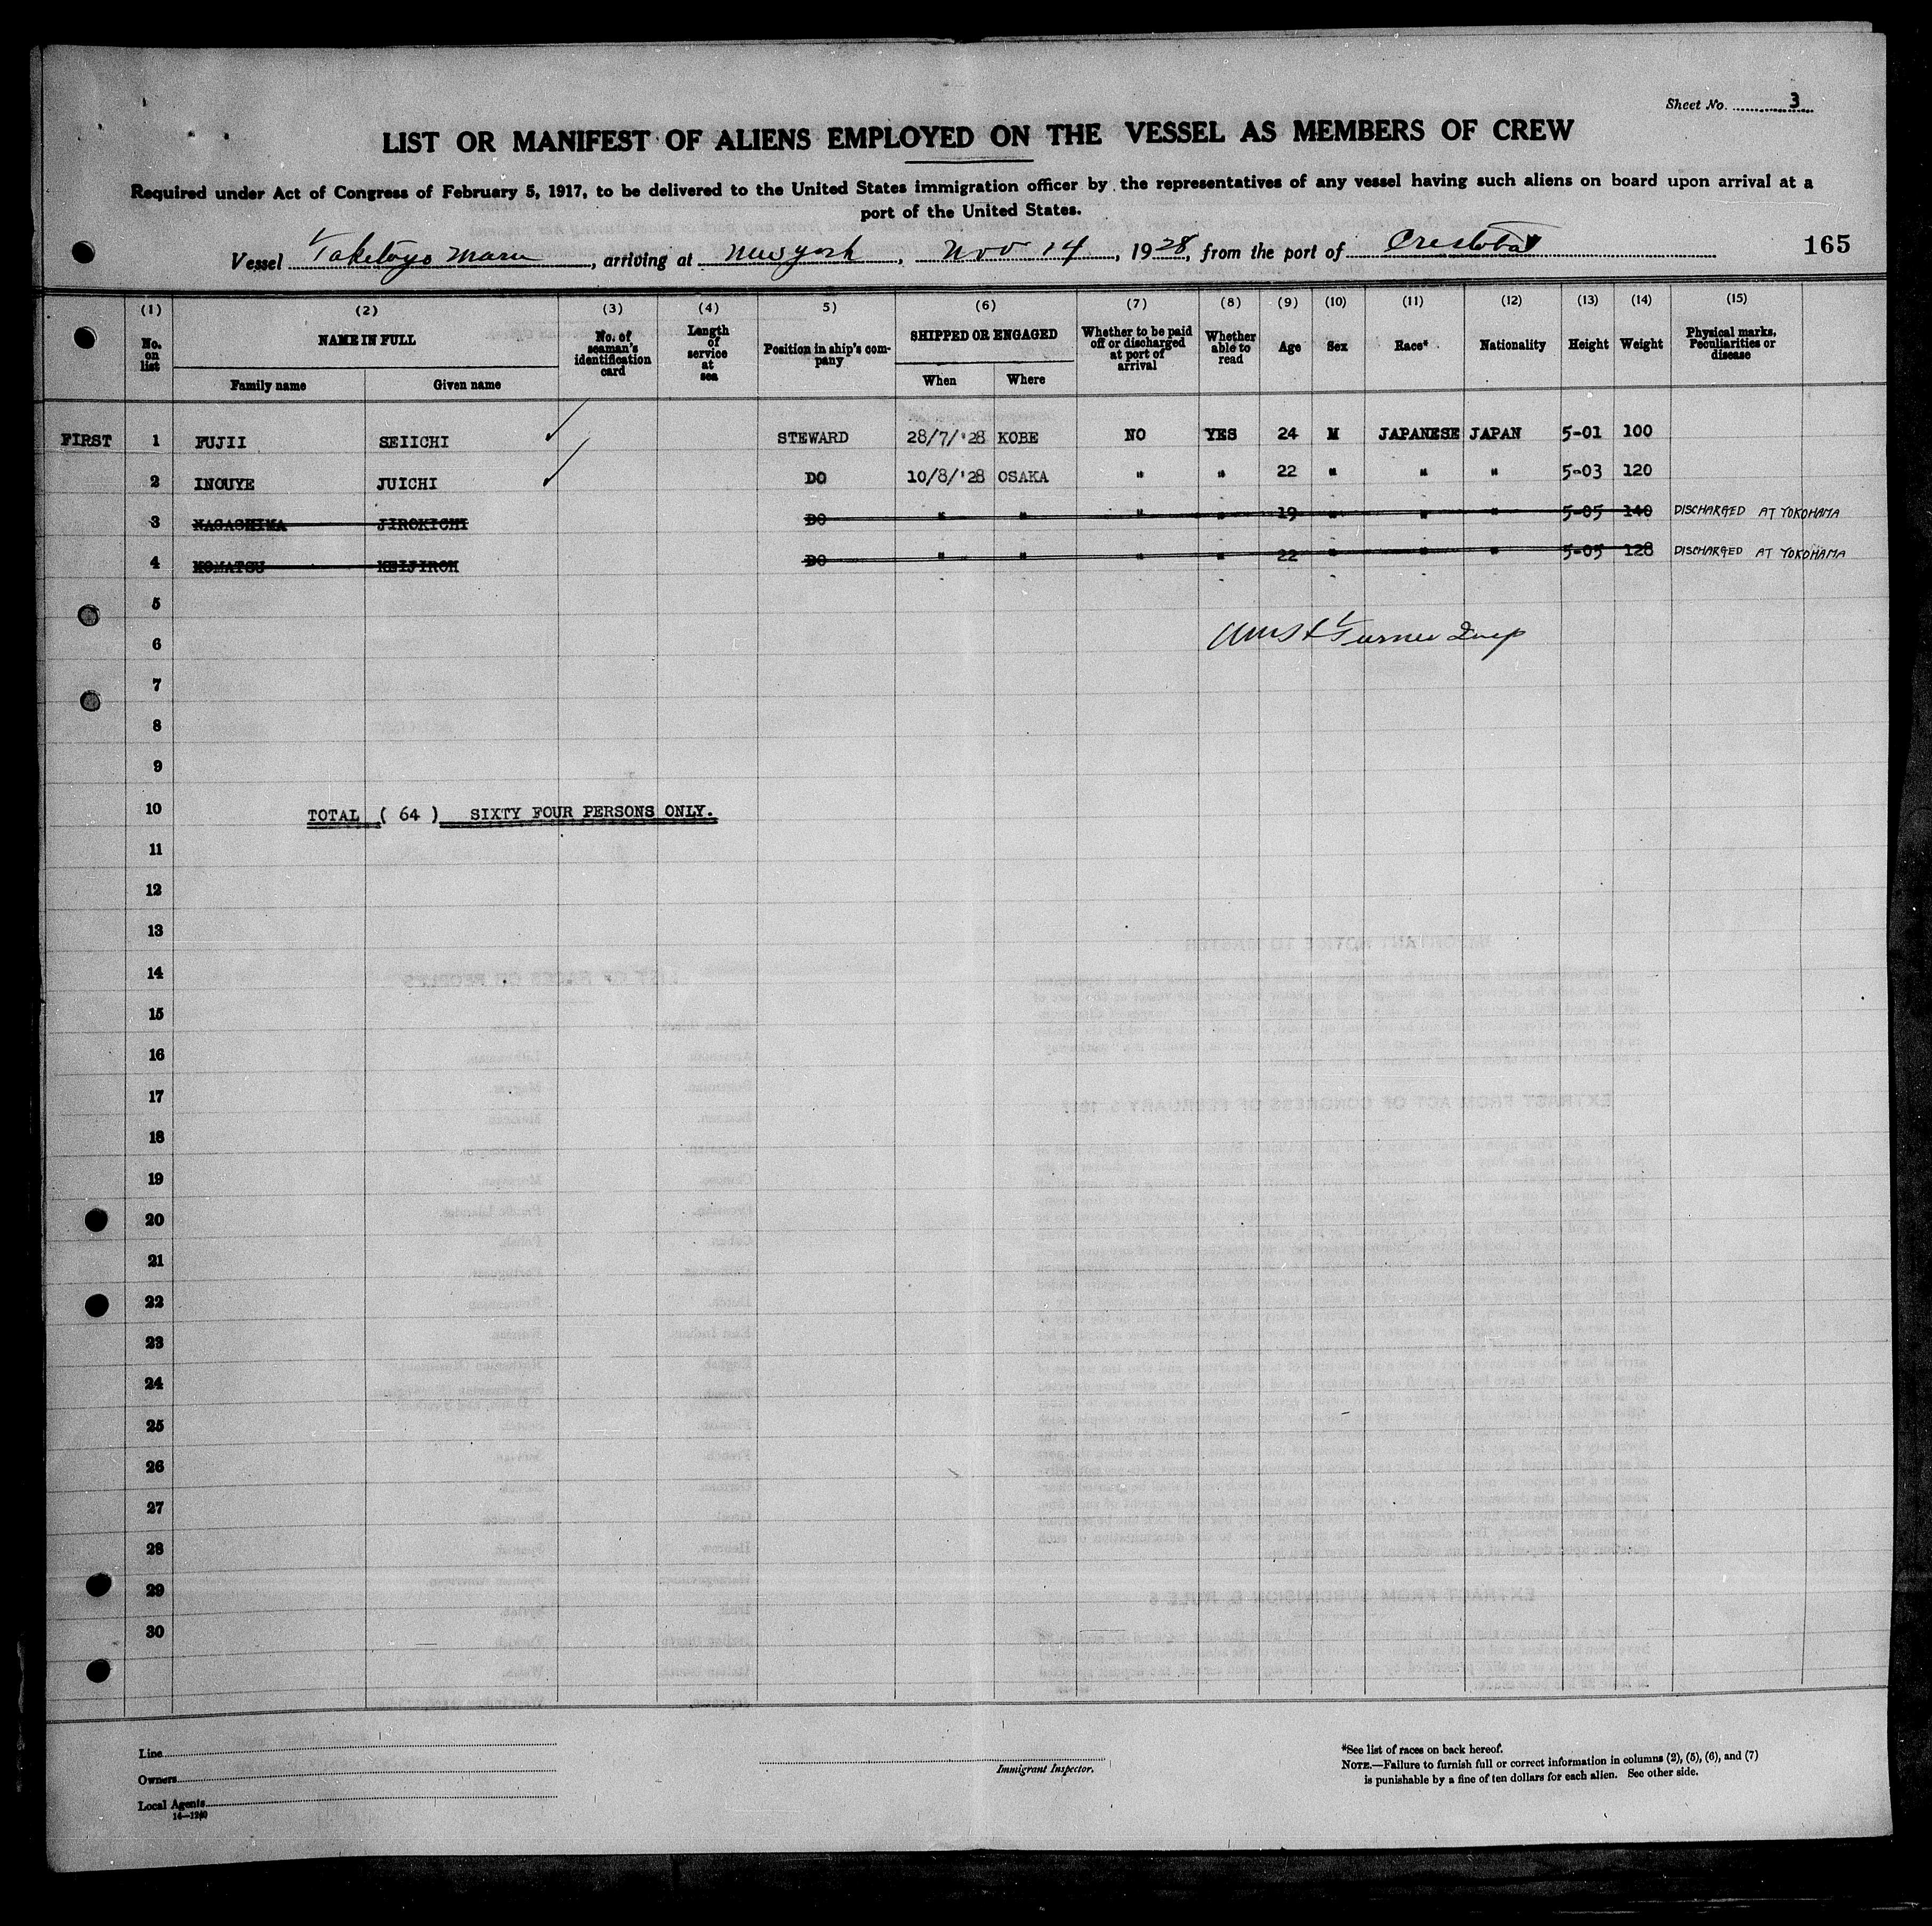 Sheet No. 3
LIST OR MANIFEST OF ALIENS EMPLOYED ON THE VESSEL AS MEMBERS OF CREW
Required under Act of Congress of February 5, 1917, to be delivered to the United States immigration officer by the representatives of any vessel having such aliens on board upon arrival at a
port of the United States.
Vessel Taketoyo Maru, arriving at New york, Nov 14, 1928, from the port of Crestobal
165
(1) (2) (3) (4) 5) (6) (7) (8) (9) (10) (11) (12) (13) (14) (15)
No. on list NAME IN FULL No. of seaman's identification card Length of service at sea Position in ship's company SHIPPED OR ENGAGED Whether to be paid off or discharged at port of arrival Whether able to read Age Sex Race* Nationality Height Weight Physical marks, Peculiarities or disease
Family name Given name When Where
FIRST 1 FUJII SEIICHI STEWARD 28/7/'28 KOBE NO YES 24 M JAPANESE JAPAN 5-01 100
2 INOUYE JUICHI DO 10/8/'28 OSAKA " " 22 " " " 5-03 120
3 NAGASHIMA JIROKICHI DO " " " " 19 " " " 5-05 140 DISCHARGED AT YOKOHAMA
4 KOMATSU KEIJIROH DO " " " " 22 " " " 5-05 128 DISCHARGED AT YOKOHAMA
5
6 Turner Insp
7
8
9
10 TOTAL ( 64 ) SIXTY FOUR PERSONS ONLY.
11
12
13
14
15
16
17
18
19
20
21
22
23
24
25
26
27
28
29
30
Line
Owners
Local Agents
14—1240
Immigrant Inspector.
*See list of races on back hereof.
NOTE.—Failure to furnish full or correct information in columns (2), (5), (6), and (7)
is punishable by a fine of ten dollars for each alien. See other side.